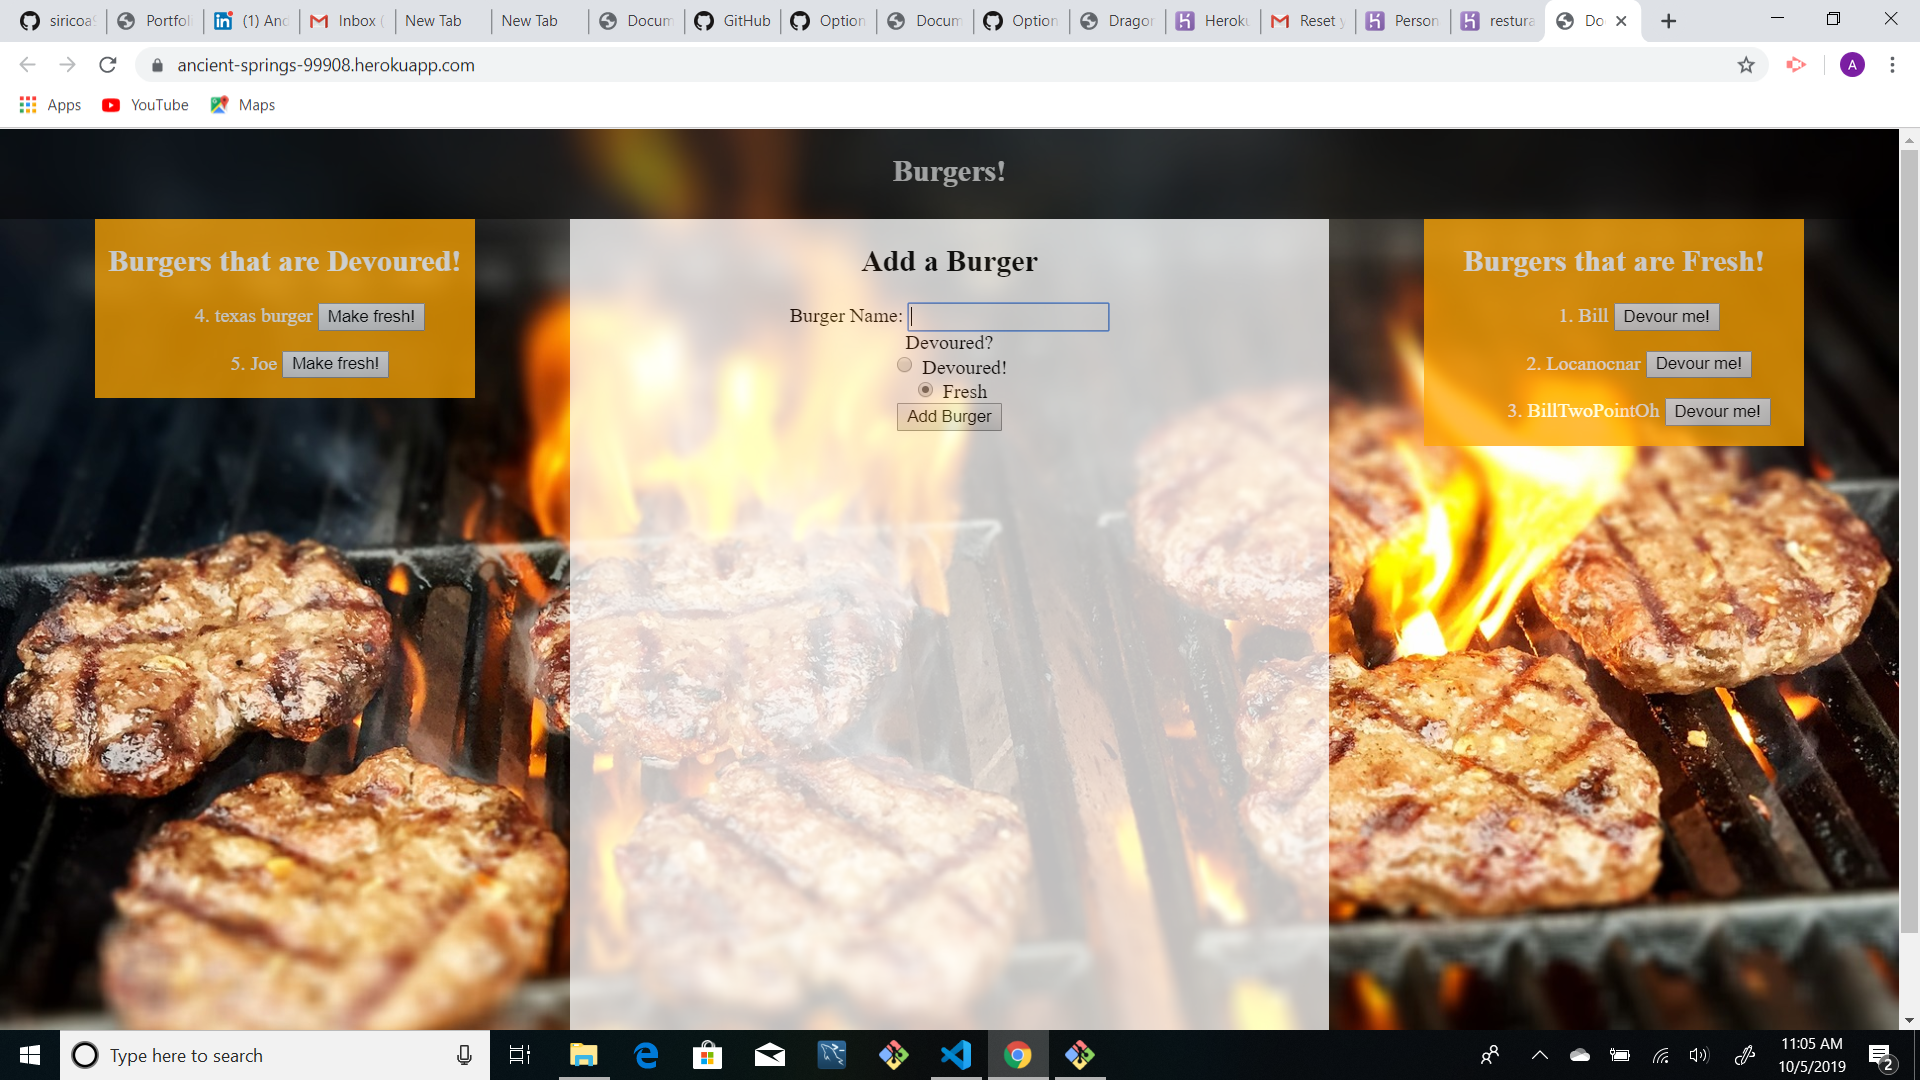 siricoa9
Portfoli
(1) And
Inbox (
New Tab
New Tab
Docum
GitHub
Option
Docum
Option
Dragor
Heroku
Reset y
Person
restura
Do
ancient-springs-99908.herokuapp.com
A
Apps
YouTube
Maps
Burgers!
Burgers that are Devoured!
4. texas burger Make fresh!
5. Joe Make fresh!
Add a Burger
Burger Name:
Devoured?
Devoured!
Fresh
Add Burger
Burgers that are Fresh!
1. Bill Devour me!
2. Locanocnar Devour me!
3. BillTwoPointOh Devour me!
Type here to search
11:05 AM
10/5/2019
2